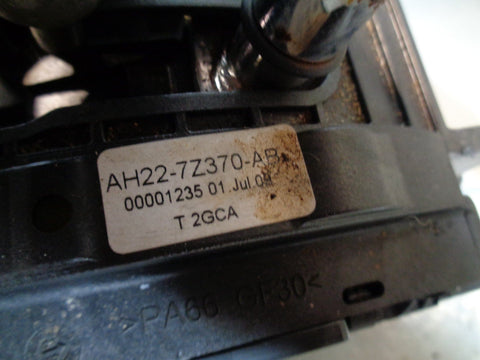 AH22-7Z370-AB
00001235 01 Jul 09
T 2GCA
>PA66 GF30<